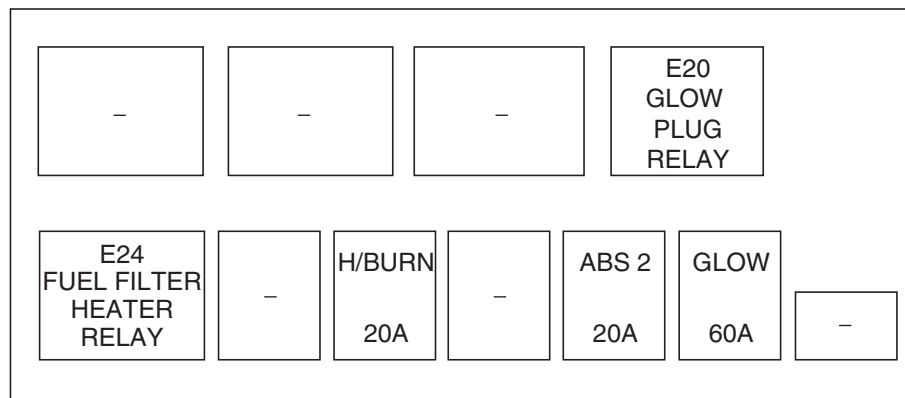 –
–
–
E20
GLOW
PLUG
RELAY
E24
FUEL FILTER
HEATER
RELAY
–
H/BURN
20A
–
ABS 2
20A
GLOW
60A
–